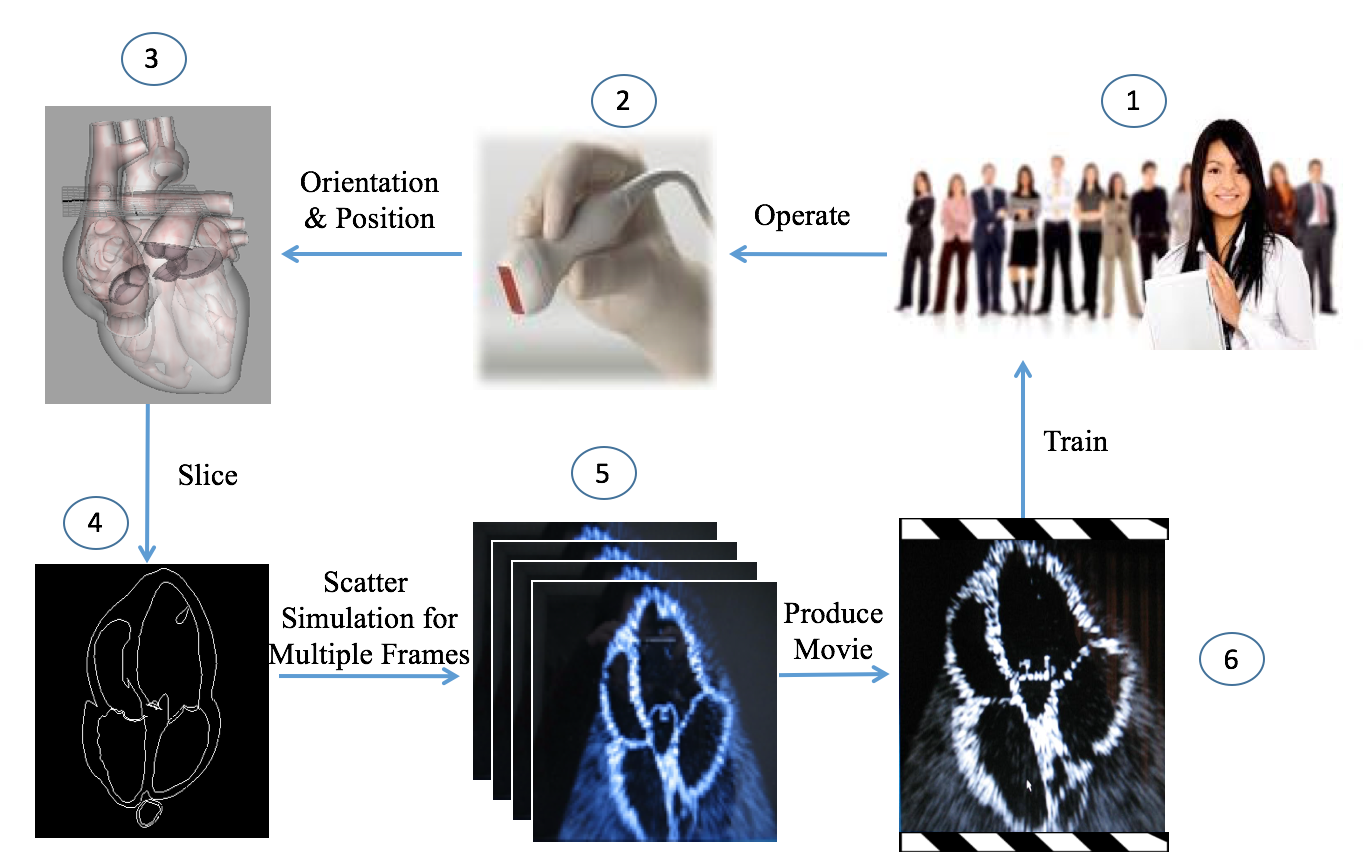 3
2
1
Orientation
& Position
Operate
Slice
Train
4
5
Scatter
Simulation for
Multiple Frames
Produce
Movie
6